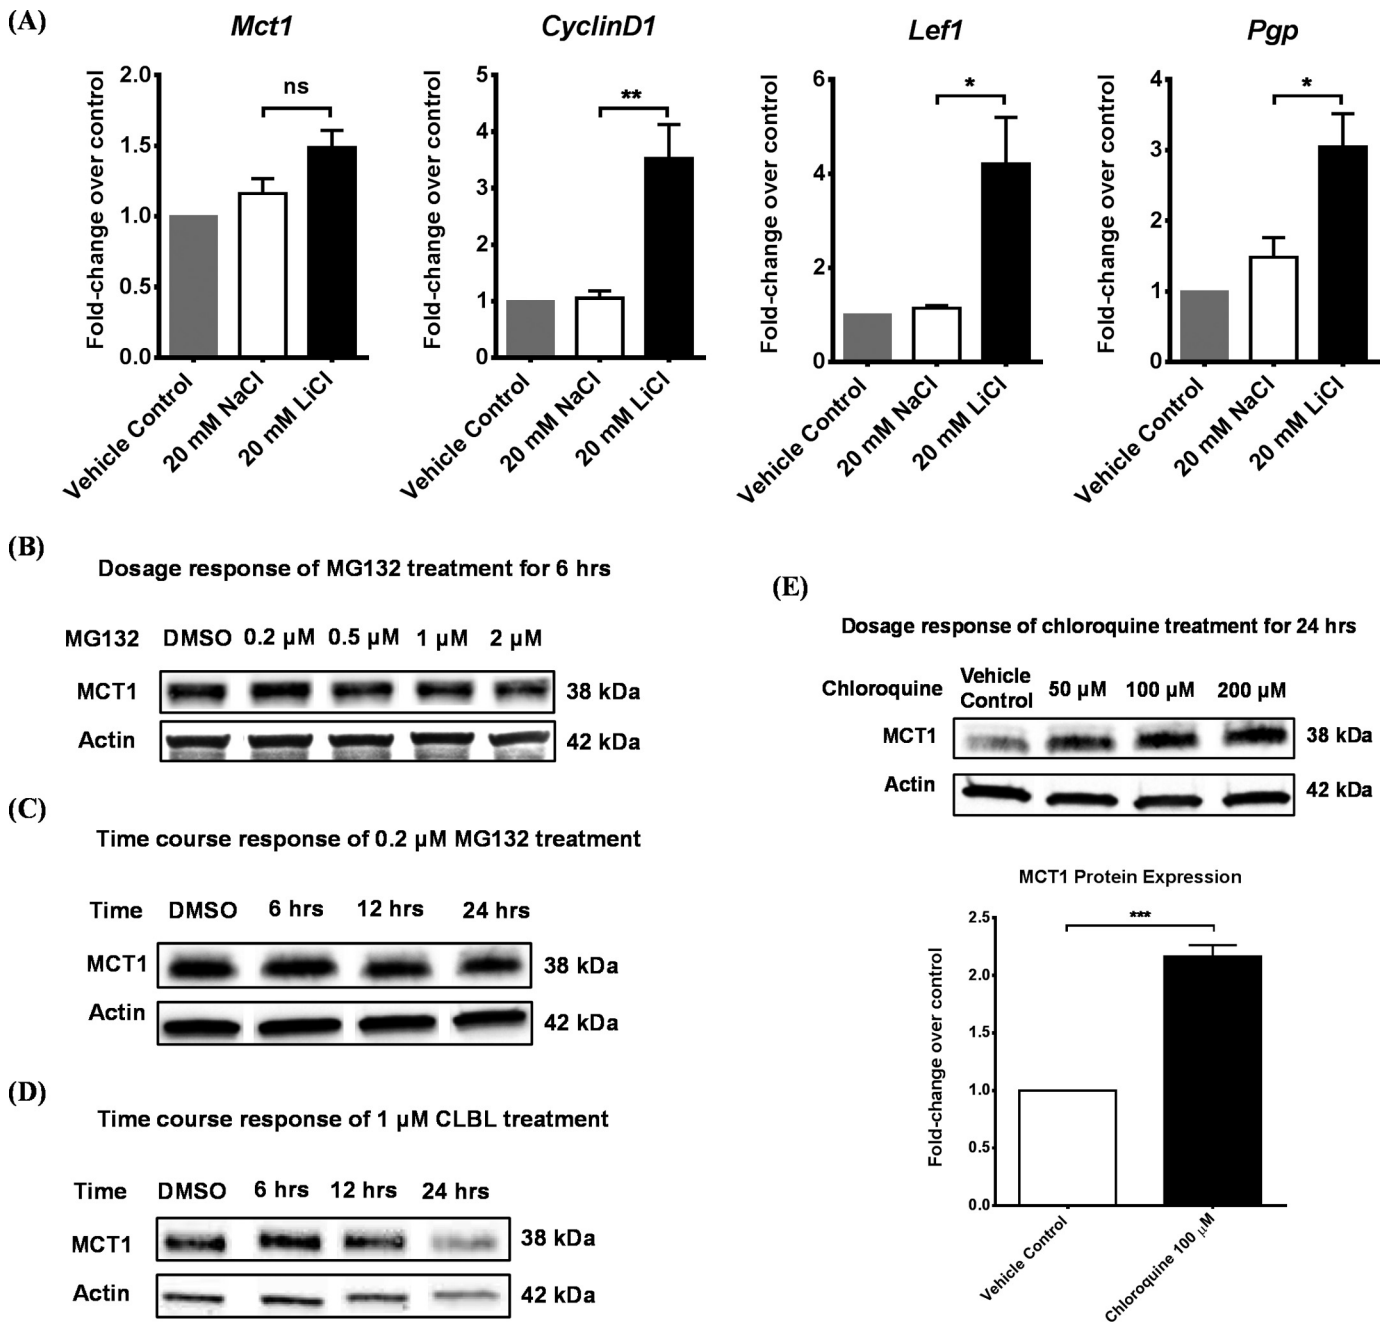 (A)
Mct1
Fold-change over control
2.0
1.5
1.0
0.5
0.0
ns
Vehicle Control
20 mM NaCl
20 mM LiCl
CyclinD1
Fold-change over control
5
4
3
2
1
0
**
Vehicle Control
20 mM NaCl
20 mM LiCl
Lef1
Fold-change over control
6
4
2
0
*
Vehicle Control
20 mM NaCl
20 mM LiCl
Pgp
Fold-change over control
4
3
2
1
0
*
Vehicle Control
20 mM NaCl
20 mM LiCl
(B)
Dosage response of MG132 treatment for 6 hrs
MG132 DMSO 0.2 µM 0.5 µM 1 µM 2 µM
MCT1 38 kDa
Actin 42 kDa
(C)
Time course response of 0.2 µM MG132 treatment
Time DMSO 6 hrs 12 hrs 24 hrs
MCT1 38 kDa
Actin 42 kDa
(D)
Time course response of 1 µM CLBL treatment
Time DMSO 6 hrs 12 hrs 24 hrs
MCT1 38 kDa
Actin 42 kDa
(E)
Dosage response of chloroquine treatment for 24 hrs
Chloroquine Vehicle Control 50 µM 100 µM 200 µM
MCT1 38 kDa
Actin 42 kDa
MCT1 Protein Expression
Fold-change over control
2.5
2.0
1.5
1.0
0.5
0.0
***
Vehicle Control
Chloroquine 100 µM